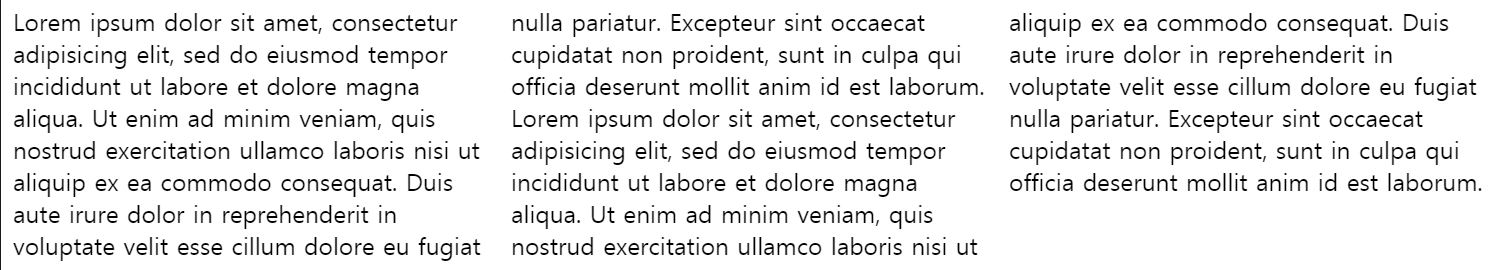 Lorem ipsum dolor sit amet, consectetur
adipisicing elit, sed do eiusmod tempor
incididunt ut labore et dolore magna
aliqua. Ut enim ad minim veniam, quis
nostrud exercitation ullamco laboris nisi ut
aliquip ex ea commodo consequat. Duis
aute irure dolor in reprehenderit in
voluptate velit esse cillum dolore eu fugiat
nulla pariatur. Excepteur sint occaecat
cupidatat non proident, sunt in culpa qui
officia deserunt mollit anim id est laborum.
Lorem ipsum dolor sit amet, consectetur
adipisicing elit, sed do eiusmod tempor
incididunt ut labore et dolore magna
aliqua. Ut enim ad minim veniam, quis
nostrud exercitation ullamco laboris nisi ut
aliquip ex ea commodo consequat. Duis
aute irure dolor in reprehenderit in
voluptate velit esse cillum dolore eu fugiat
nulla pariatur. Excepteur sint occaecat
cupidatat non proident, sunt in culpa qui
officia deserunt mollit anim id est laborum.